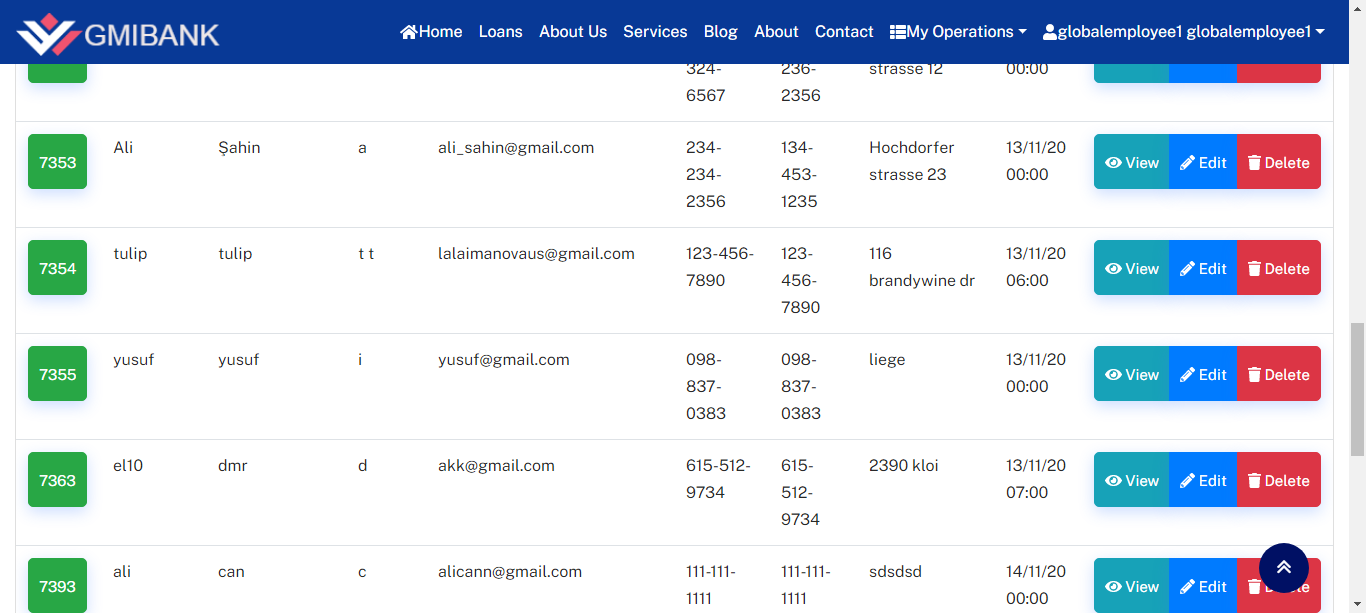 GMIBANK Home Loans About Us Services Blog About Contact My Operations globalemployee1 globalemployee1
324- 236- strasse 12 00:00
6567 2356
7353 Ali Şahin a ali_sahin@gmail.com 234- 134- Hochdorfer 13/11/20 View Edit Delete
234- 453- strasse 23 00:00
2356 1235
7354 tulip tulip t t lalaimanovaus@gmail.com 123-456- 123- 116 13/11/20 View Edit Delete
7890 456- brandywine dr 06:00
7890
7355 yusuf yusuf i yusuf@gmail.com 098- 098- liege 13/11/20 View Edit Delete
837- 837- 00:00
0383 0383
7363 el10 dmr d akk@gmail.com 615-512- 615- 2390 kloi 13/11/20 View Edit Delete
9734 512- 07:00
9734
7393 ali can c alicann@gmail.com 111-111- 111-111- sdsdsd 14/11/20 View Edit
1111 1111 00:00